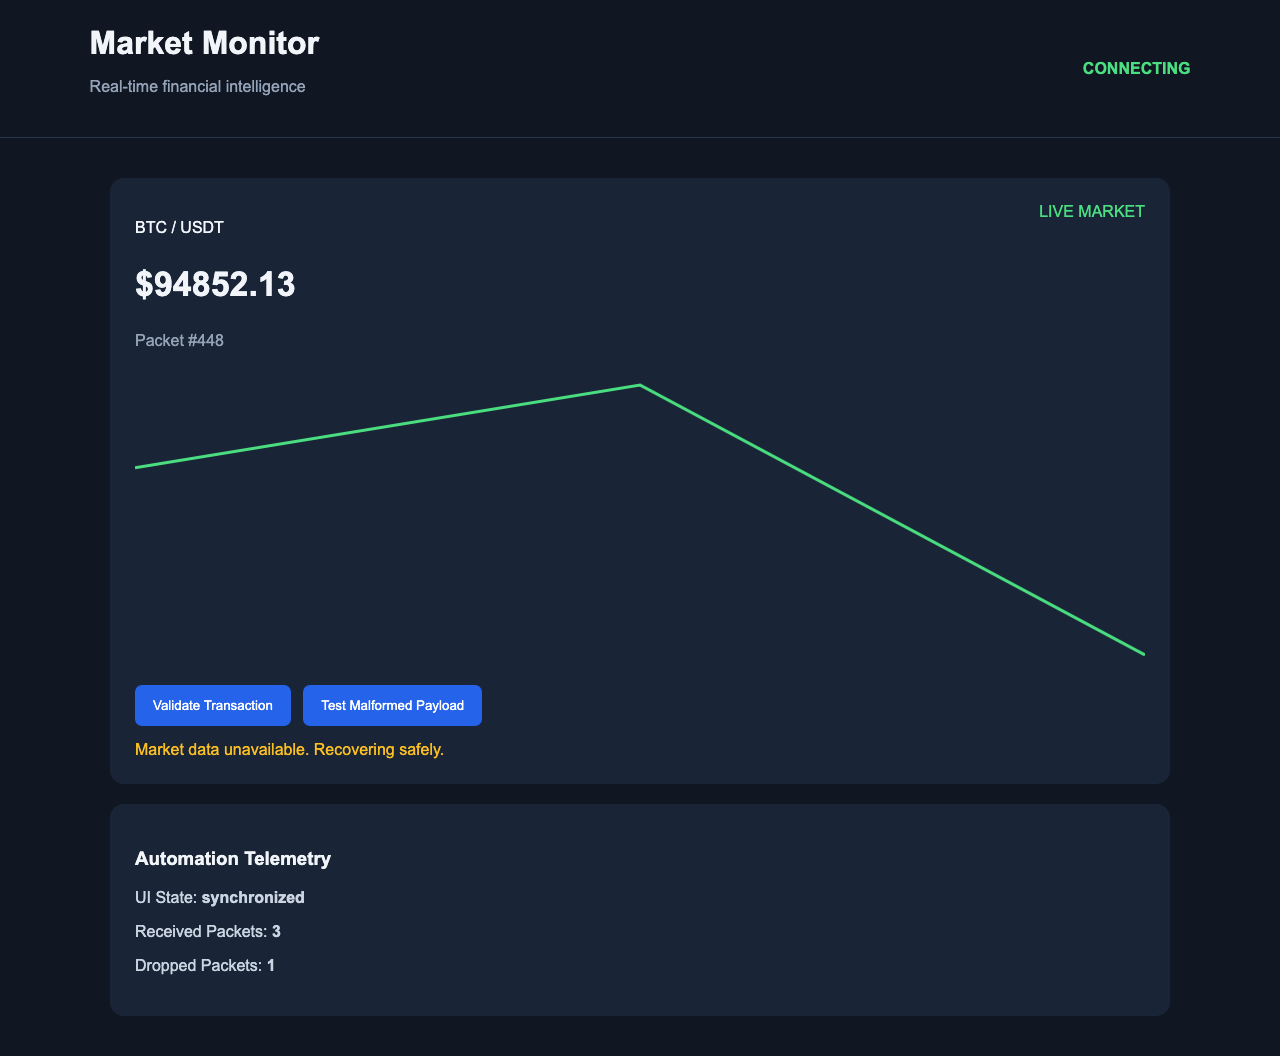 Market Monitor
Real-time financial intelligence
CONNECTING
LIVE MARKET
BTC / USDT
$94852.13
Packet #448
Validate Transaction
Test Malformed Payload
Market data unavailable. Recovering safely.
Automation Telemetry
UI State: synchronized
Received Packets: 3
Dropped Packets: 1